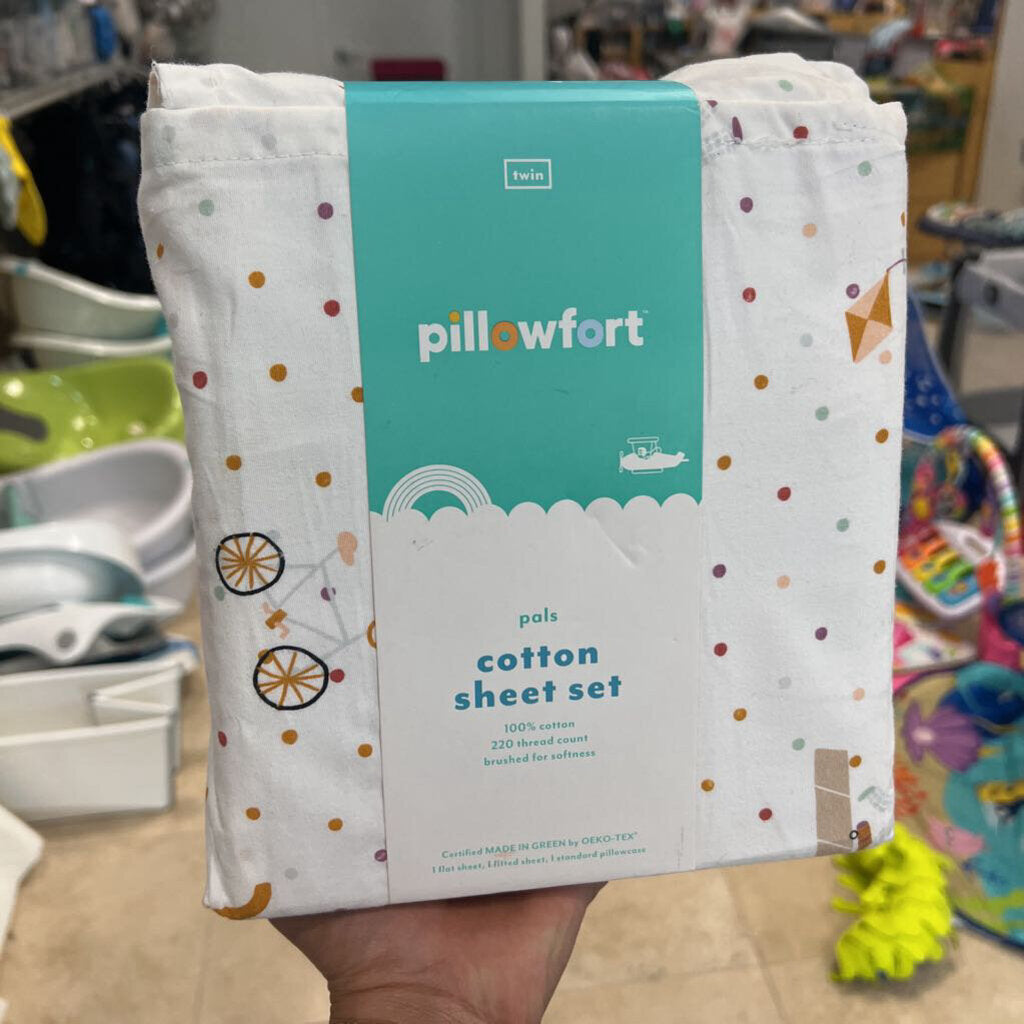 twin
pillowfort™
pals
cotton
sheet set
100% cotton
220 thread count
brushed for softness
Certified MADE IN GREEN by OEKO-TEX®
1 flat sheet, 1 fitted sheet, 1 standard pillowcase